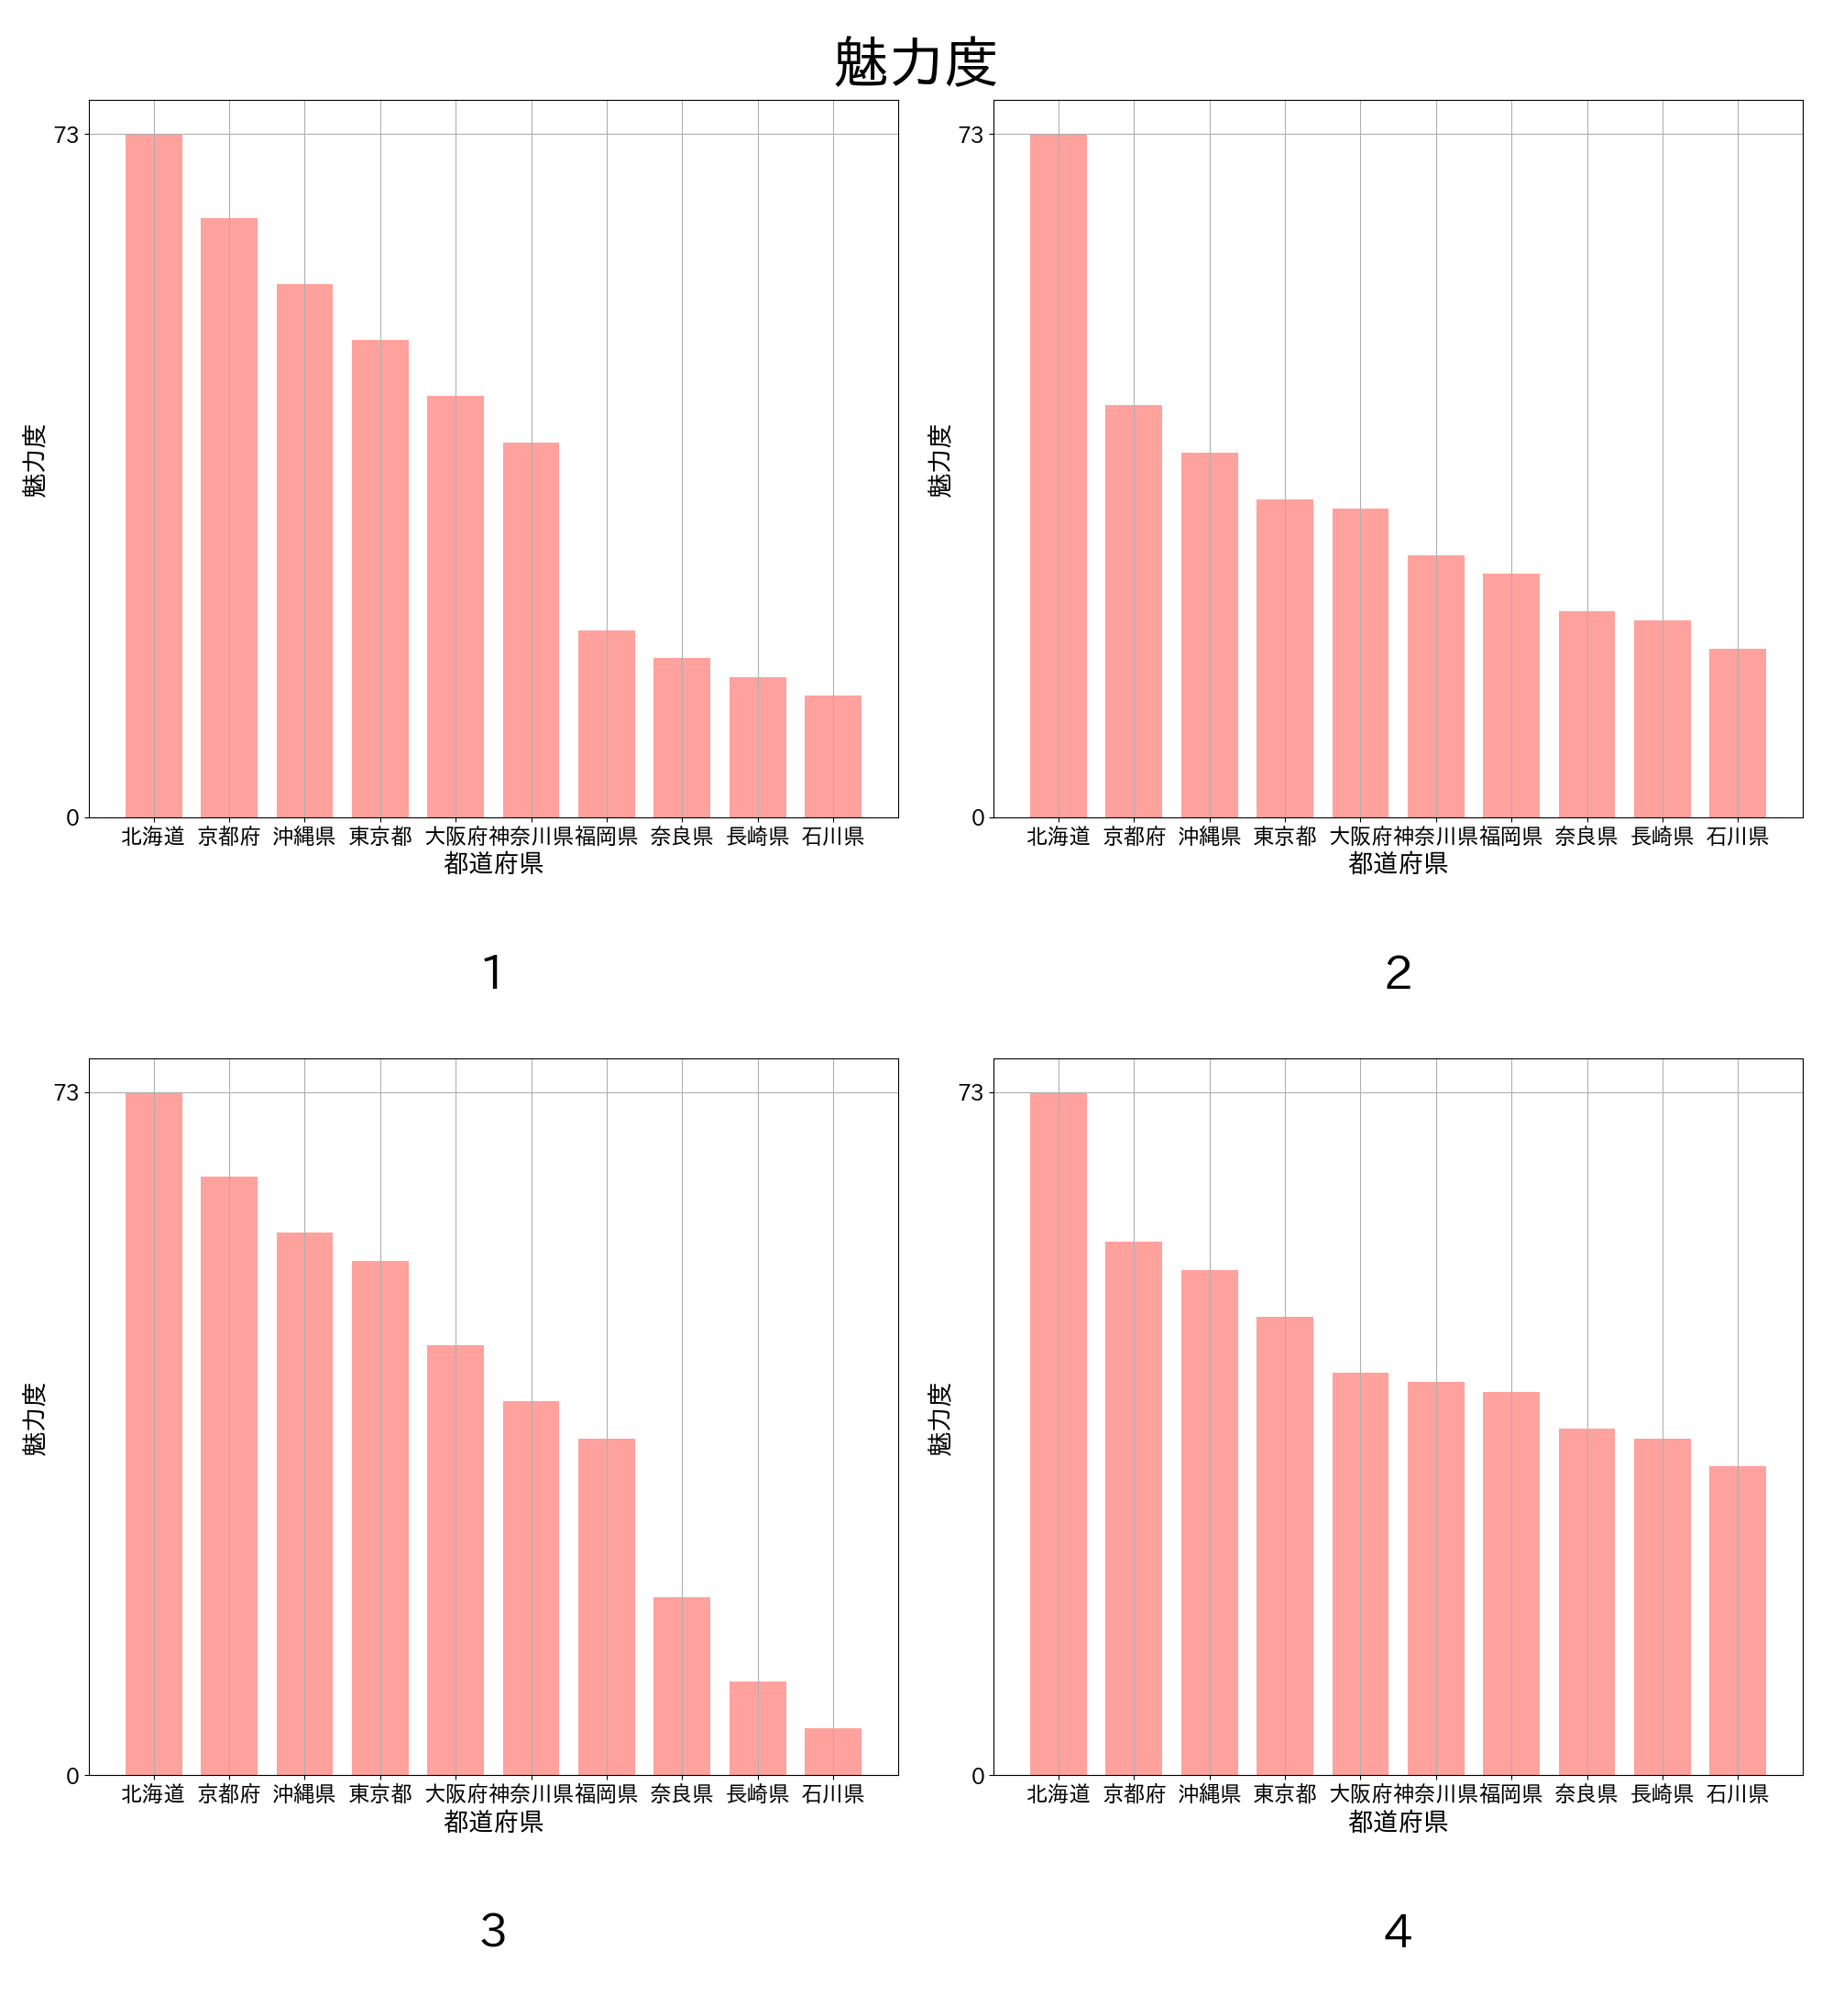 魅力度
73
0
魅力度
北海道 京都府 沖縄県 東京都 大阪府 神奈川県 福岡県 奈良県 長崎県 石川県
都道府県
1
73
0
魅力度
北海道 京都府 沖縄県 東京都 大阪府 神奈川県 福岡県 奈良県 長崎県 石川県
都道府県
2
73
0
魅力度
北海道 京都府 沖縄県 東京都 大阪府 神奈川県 福岡県 奈良県 長崎県 石川県
都道府県
3
73
0
魅力度
北海道 京都府 沖縄県 東京都 大阪府 神奈川県 福岡県 奈良県 長崎県 石川県
都道府県
4